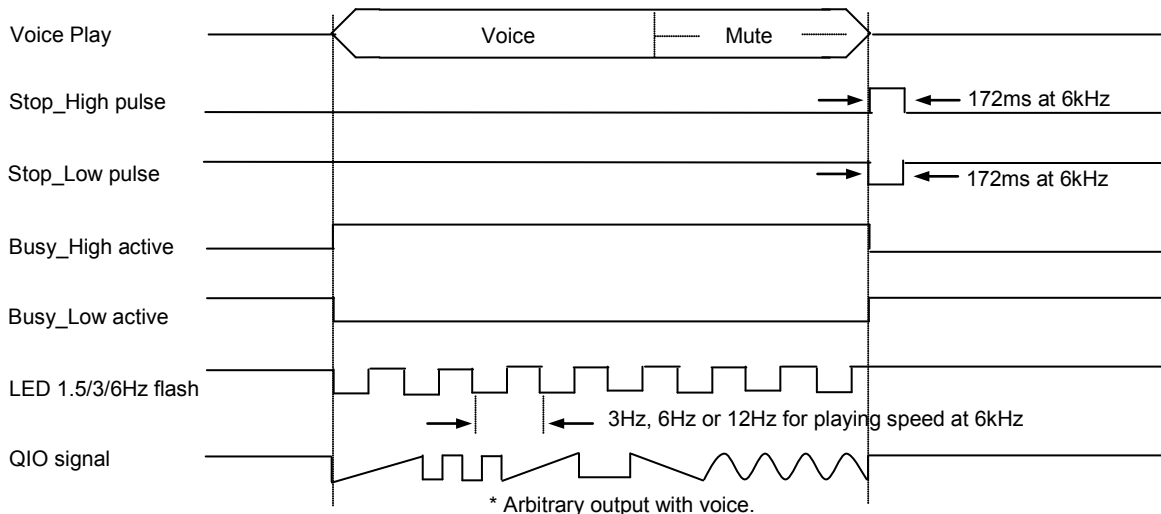 Voice Play
Voice
Mute
Stop_High pulse
172ms at 6kHz
Stop_Low pulse
172ms at 6kHz
Busy_High active
Busy_Low active
LED 1.5/3/6Hz flash
3Hz, 6Hz or 12Hz for playing speed at 6kHz
QIO signal
* Arbitrary output with voice.